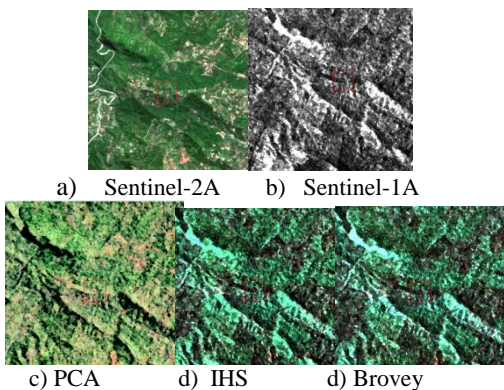 a) Sentinel-2A b) Sentinel-1A
c) PCA d) IHS d) Brovey